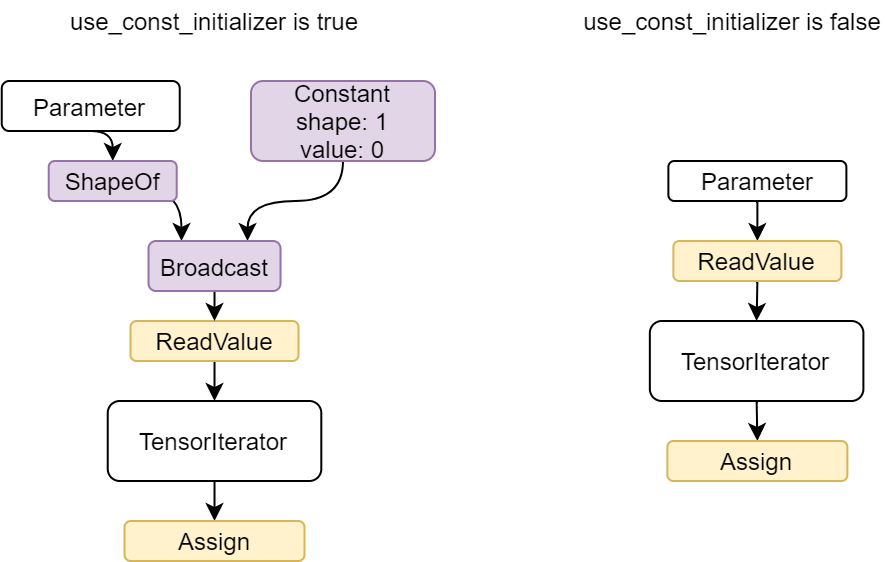 use_const_initializer is true
Parameter
Constant
shape: 1
value: 0
ShapeOf
Broadcast
ReadValue
TensorIterator
Assign
use_const_initializer is false
Parameter
ReadValue
TensorIterator
Assign